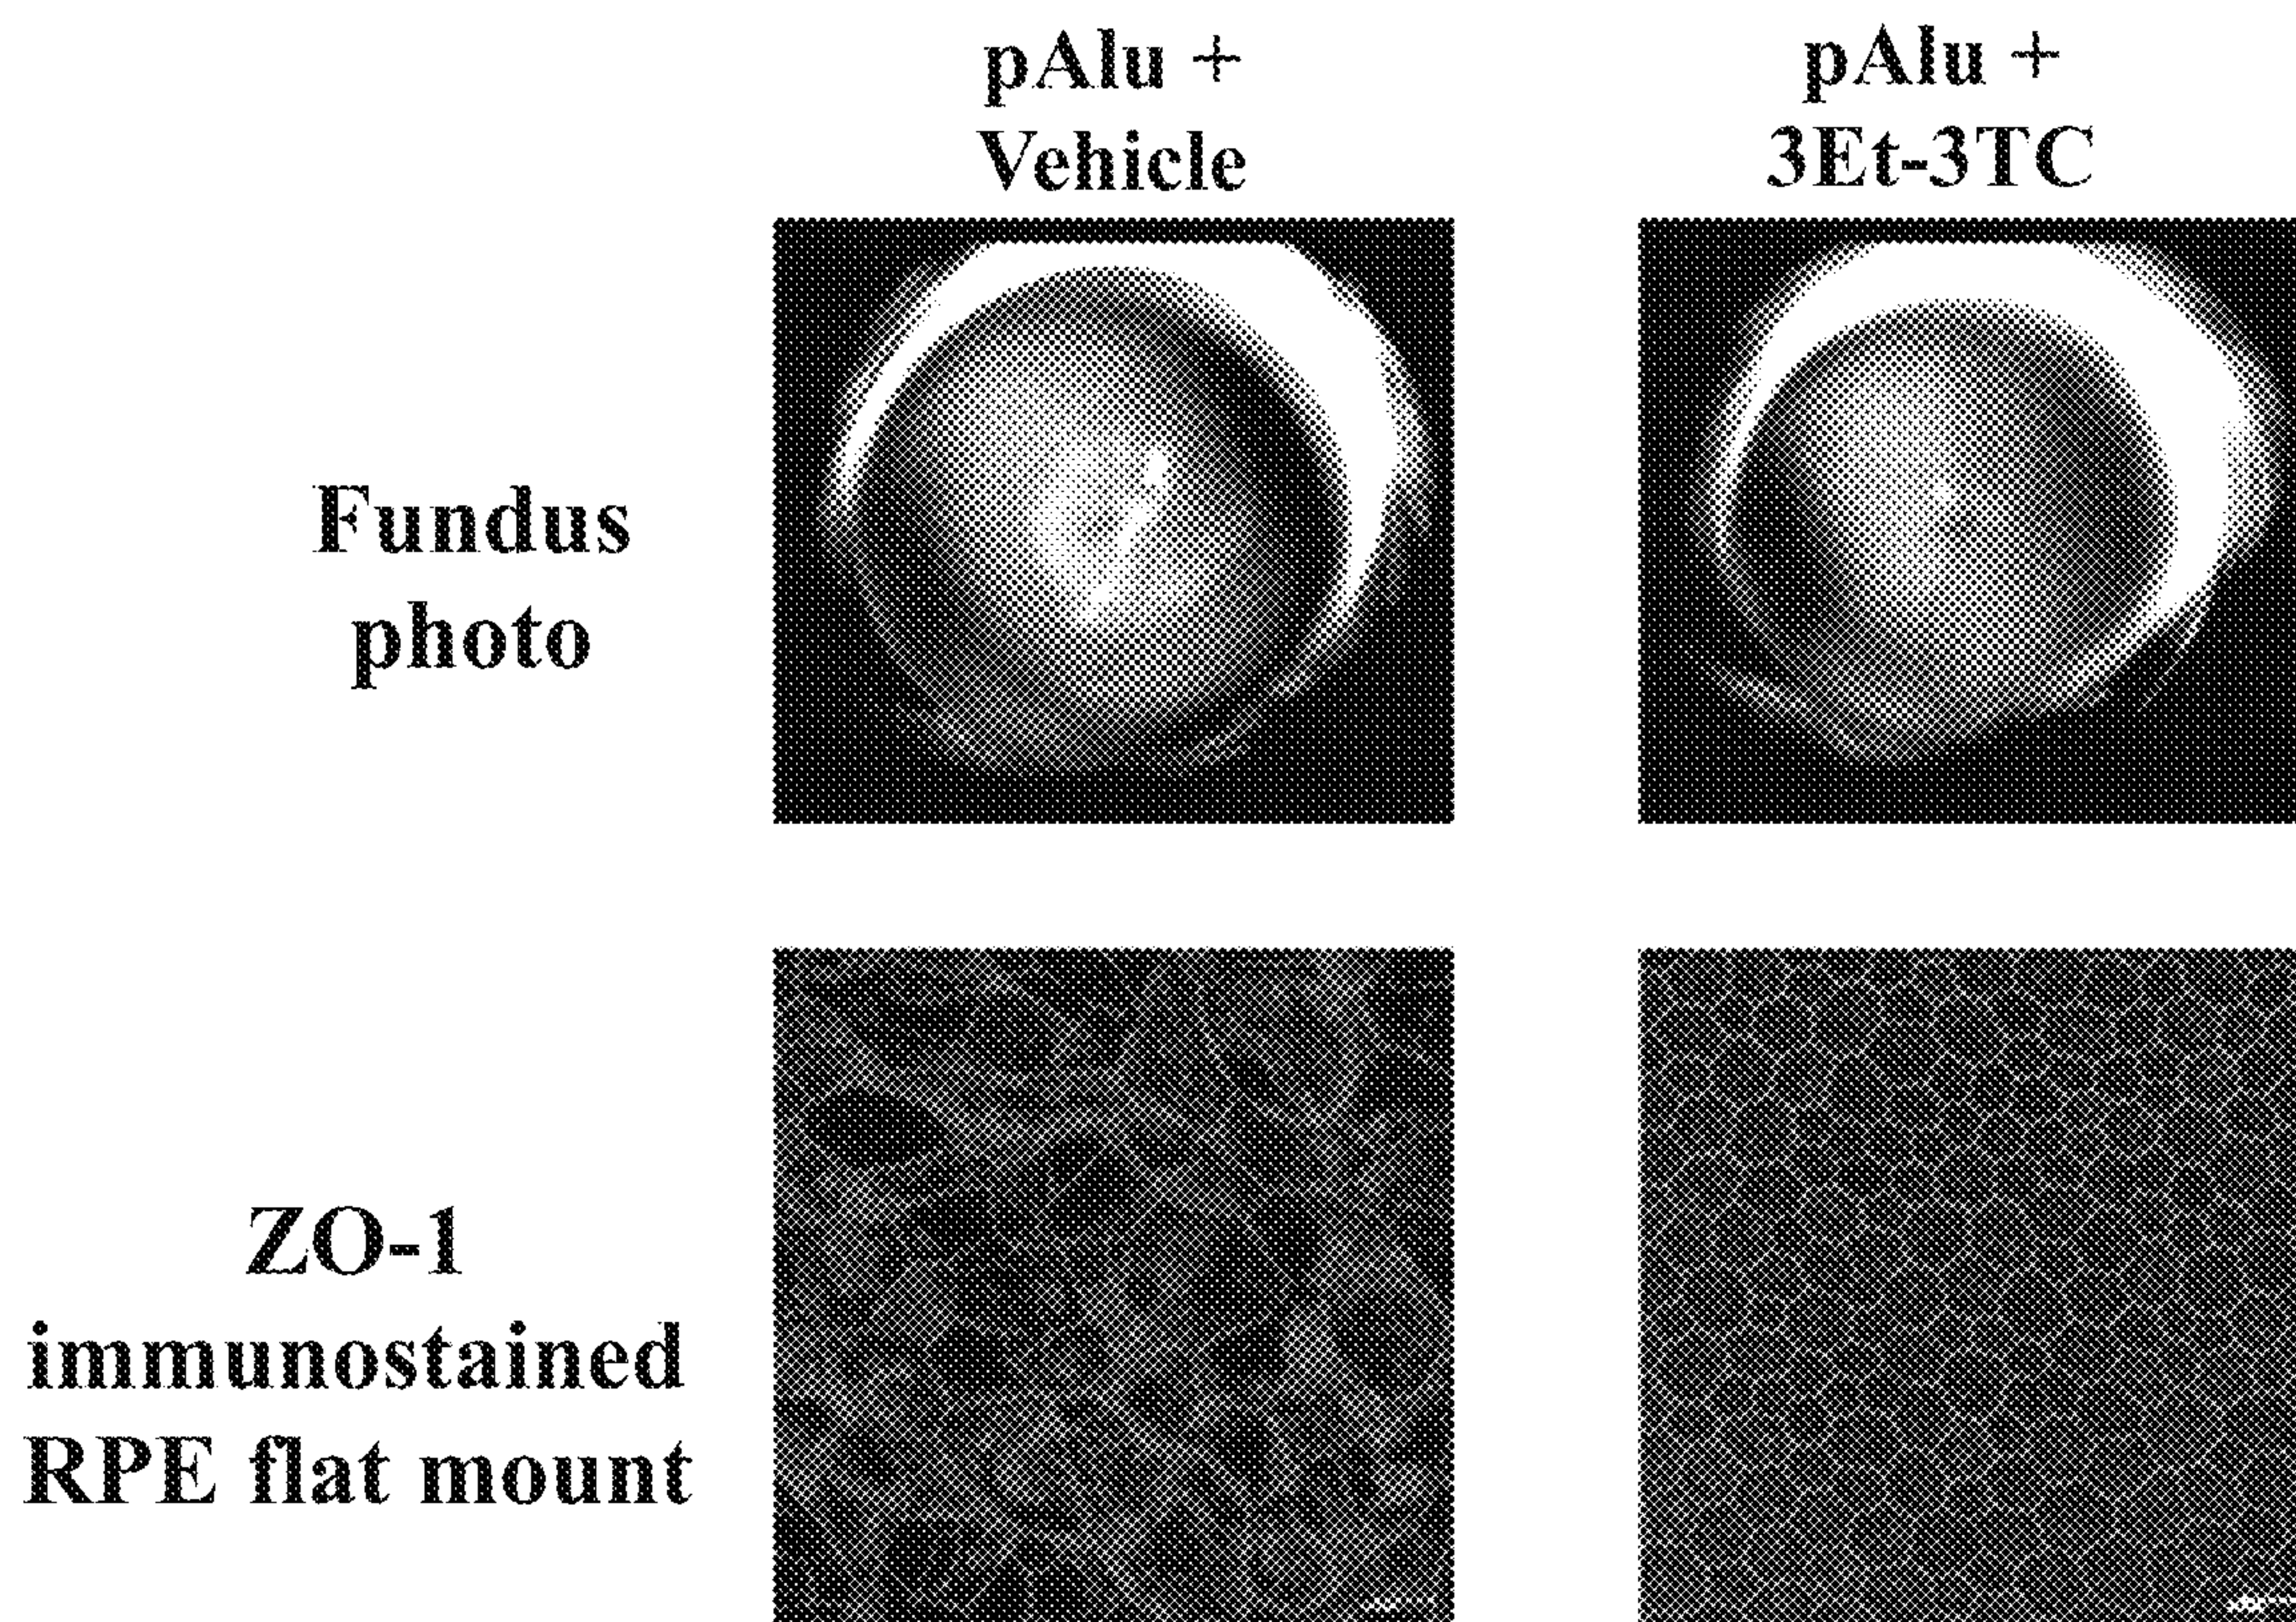 pAlu +
Vehicle
pAlu +
3Et-3TC
Fundus
photo
ZO-1
immunostained
RPE flat mount